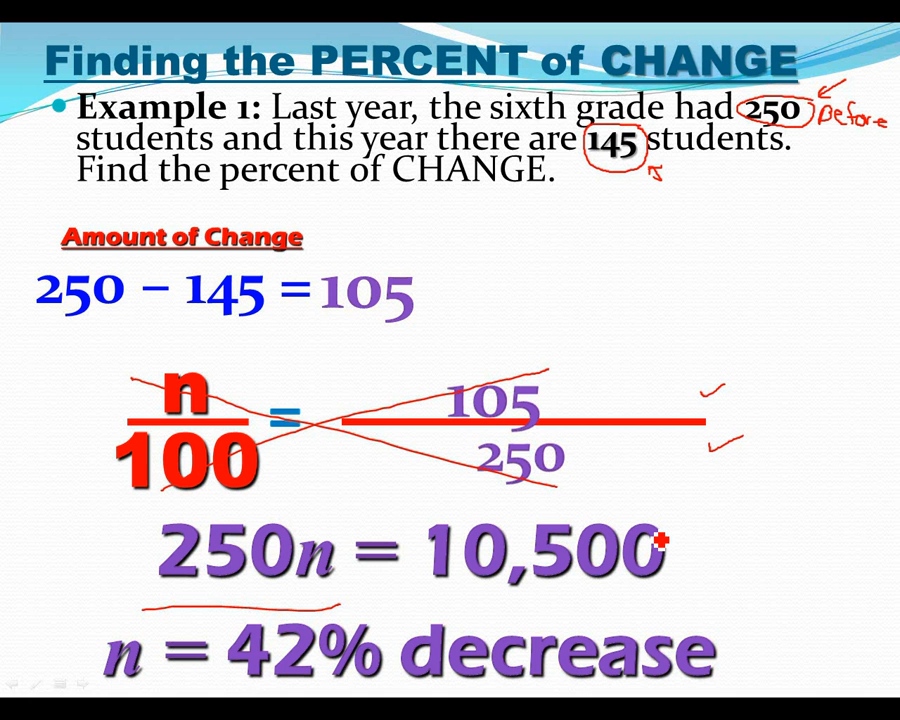 Finding the PERCENT of CHANGE
• Example 1: Last year, the sixth grade had 250 Before
students and this year there are 145 students.
Find the percent of CHANGE.
Amount of Change
250 – 145 = 105
n = 105
100 250
250n = 10,500
n = 42% decrease